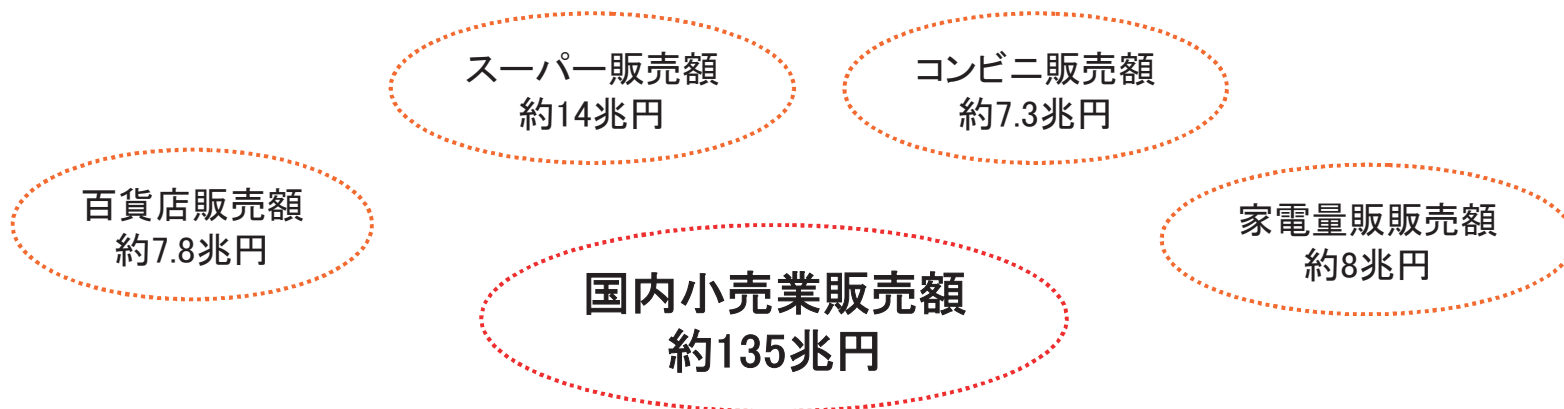 スーパー販売額
約14兆円
コンビニ販売額
約7.3兆円
百貨店販売額
約7.8兆円
家電量販販売額
約8兆円
国内小売業販売額
約135兆円